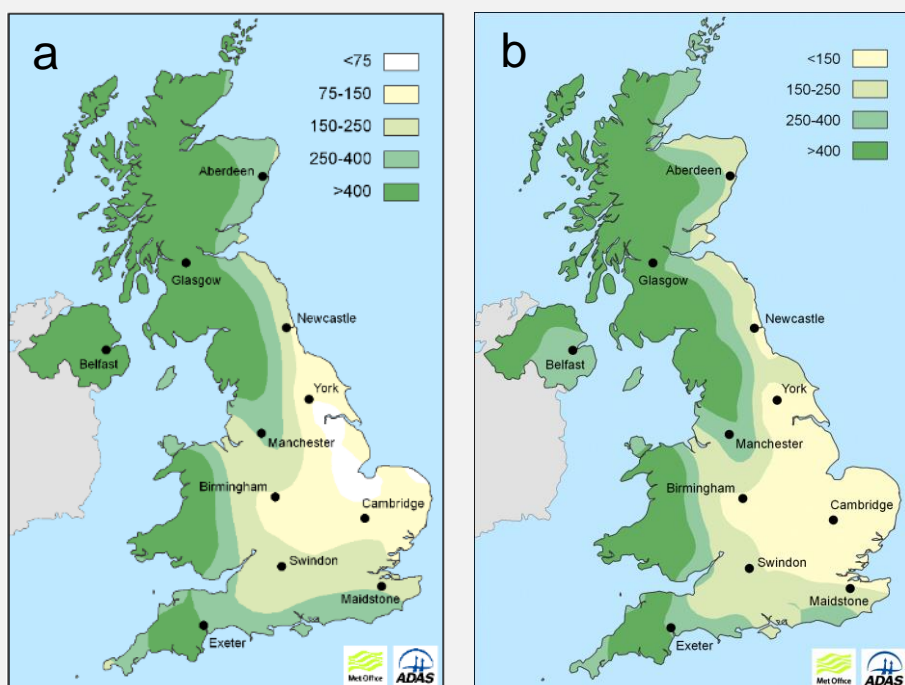 a
<75
75-150
150-250
250-400
>400
Aberdeen
Glasgow
Newcastle
Belfast
York
Manchester
Birmingham
Cambridge
Swindon
Maidstone
Exeter
Met Office
ADAS
b
<150
150-250
250-400
>400
Aberdeen
Glasgow
Newcastle
Belfast
York
Manchester
Birmingham
Cambridge
Swindon
Maidstone
Exeter
Met Office
ADAS